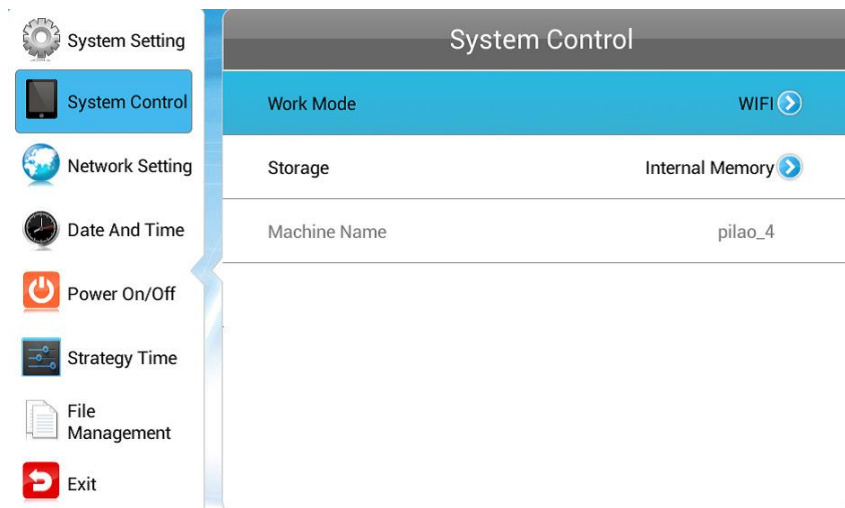 System Setting
System Control
Network Setting
Date And Time
Power On/Off
Strategy Time
File
Management
Exit
System Control
Work Mode WIFI
Storage Internal Memory
Machine Name pilao_4